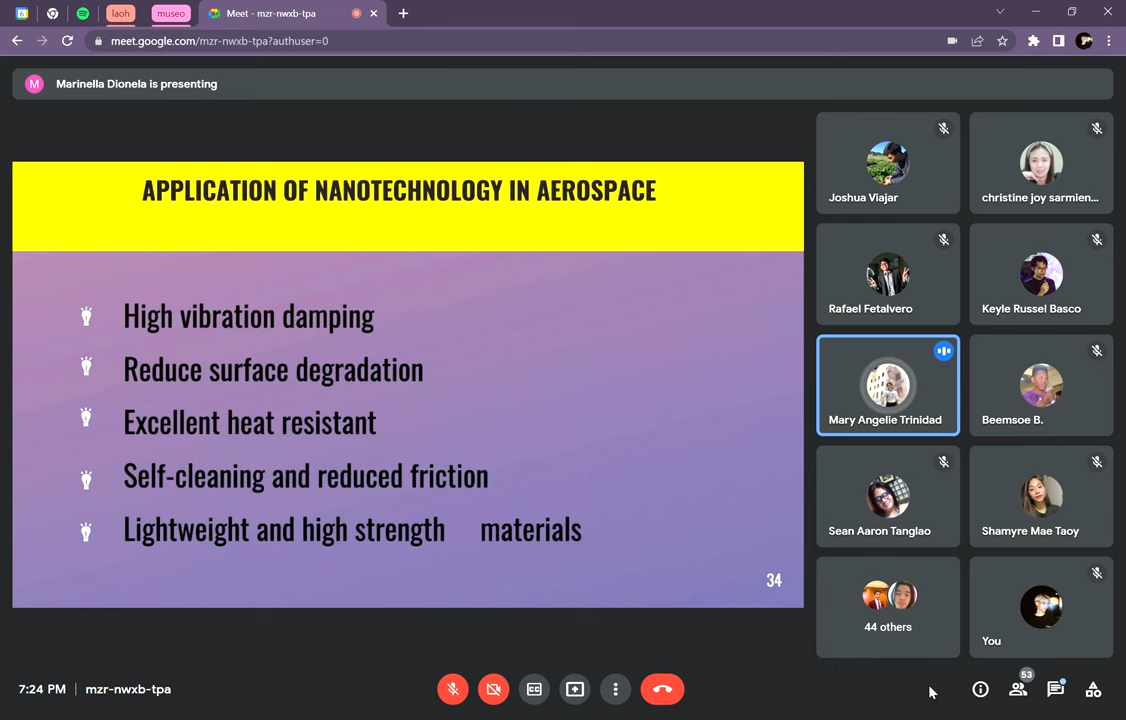 6
laoh
museo
Meet - mzr-nwxb-tpa
meet.google.com/mzr-nwxb-tpa?authuser=0
M
Marinella Dionela is presenting
APPLICATION OF NANOTECHNOLOGY IN AEROSPACE
High vibration damping
Reduce surface degradation
Excellent heat resistant
Self-cleaning and reduced friction
Lightweight and high strength materials
34
Joshua Viajar
christine joy sarmien...
Rafael Fetalvero
Keyle Russel Basco
Mary Angelie Trinidad
Beemsoe B.
Sean Aaron Tanglao
Shamyre Mae Taoy
44 others
You
7:24 PM | mzr-nwxb-tpa
CC
53